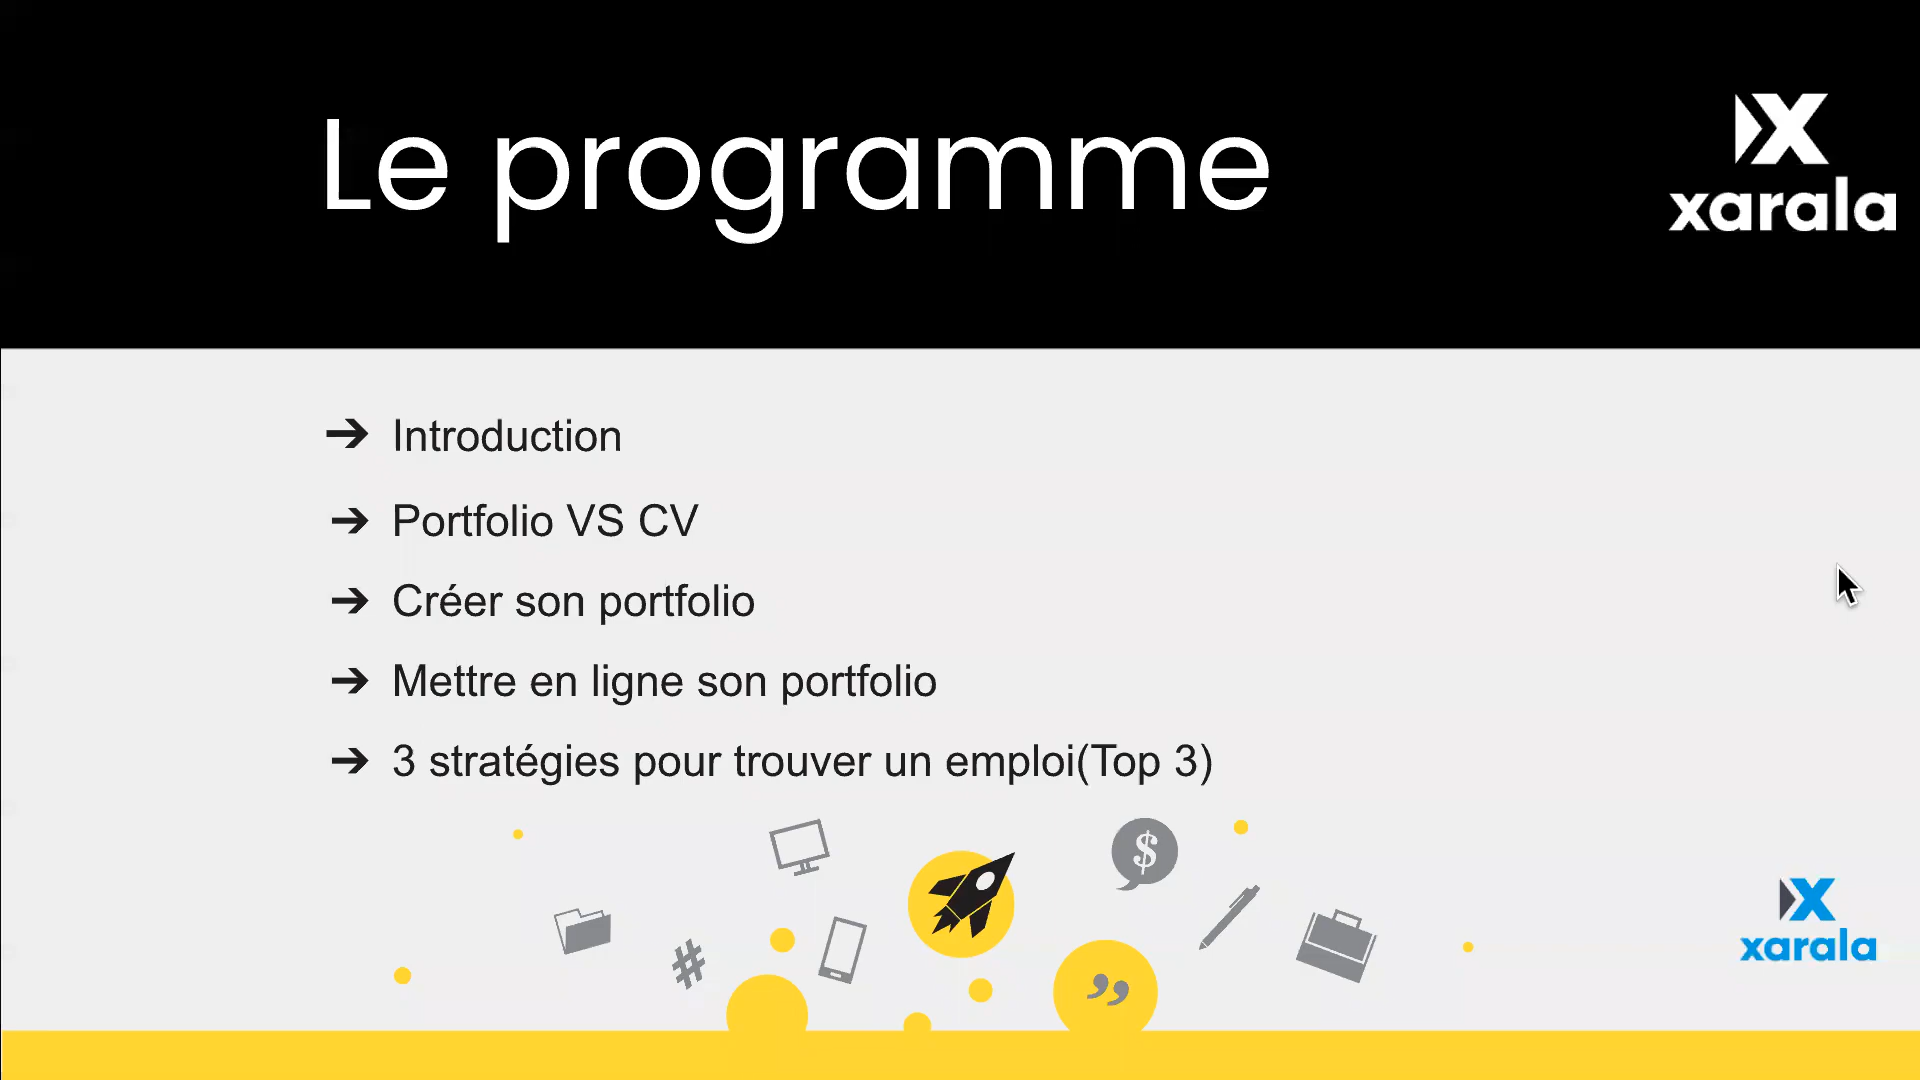 Le programme
xarala
➔ Introduction
➔ Portfolio VS CV
➔ Créer son portfolio
➔ Mettre en ligne son portfolio
➔ 3 stratégies pour trouver un emploi(Top 3)
$
#
”
xarala